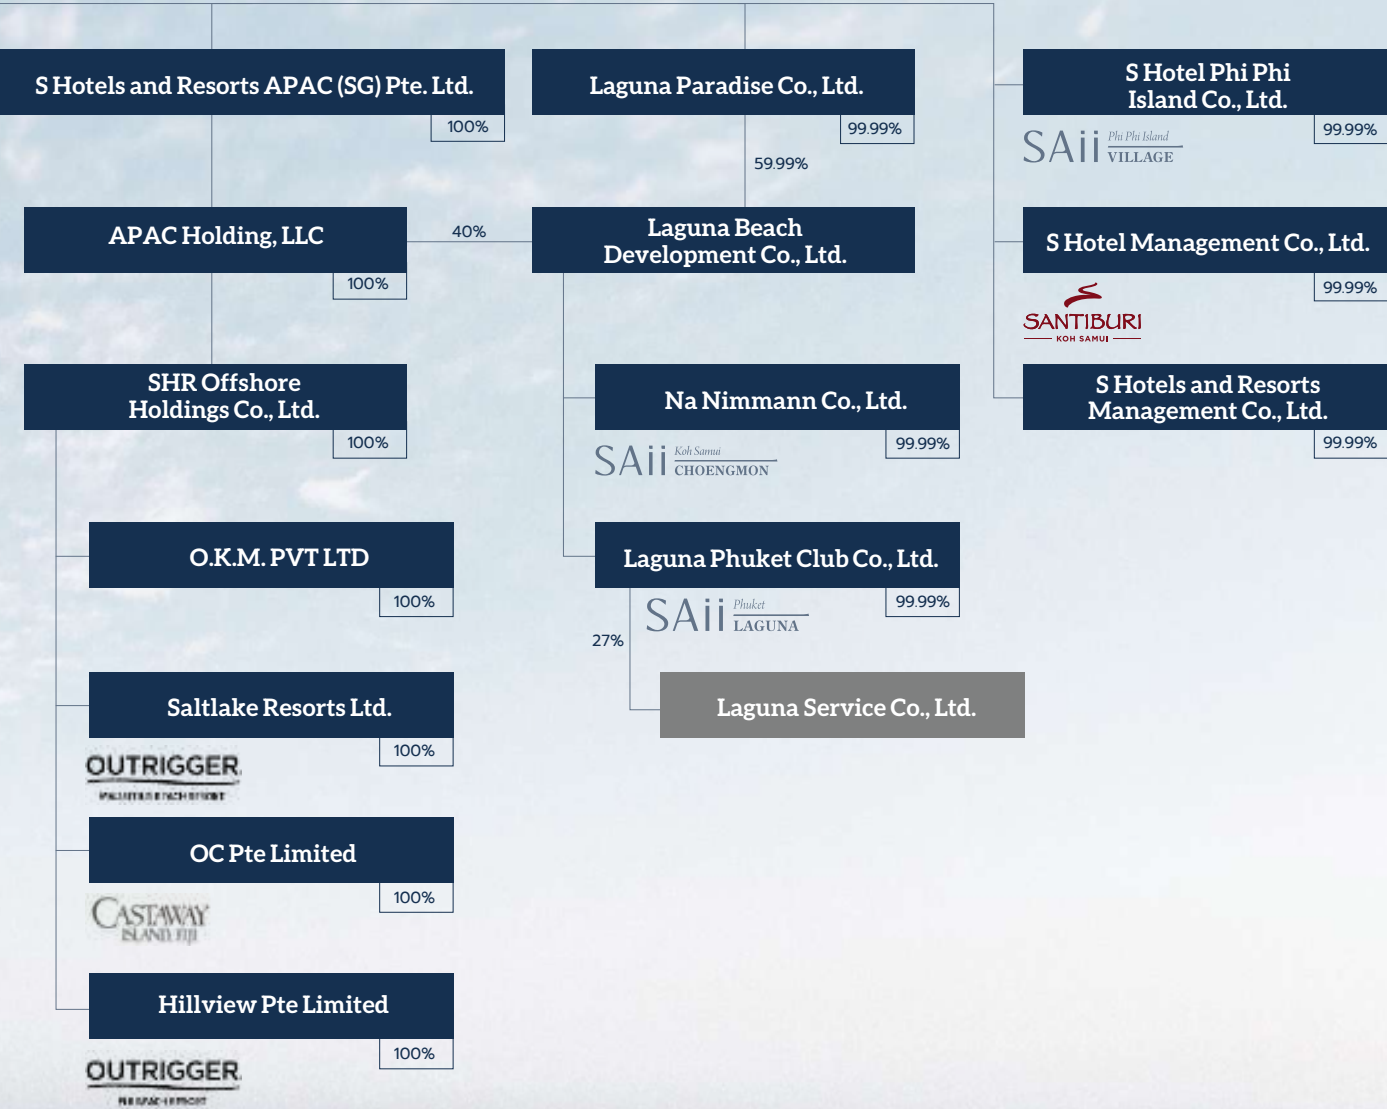 S Hotels and Resorts APAC (SG) Pte. Ltd.
100%
Laguna Paradise Co., Ltd.
99.99%
59.99%
S Hotel Phi Phi
Island Co., Ltd.
99.99%
SAii Phi Phi Island
VILLAGE
APAC Holding, LLC
100%
40%
Laguna Beach
Development Co., Ltd.
S Hotel Management Co., Ltd.
99.99%
SANTIBURI
KOH SAMUI
SHR Offshore
Holdings Co., Ltd.
100%
Na Nimmann Co., Ltd.
99.99%
SAii Koh Samui
CHOENGMON
S Hotels and Resorts
Management Co., Ltd.
99.99%
O.K.M. PVT LTD
100%
Laguna Phuket Club Co., Ltd.
99.99%
SAii Phuket
LAGUNA
27%
Laguna Service Co., Ltd.
Saltlake Resorts Ltd.
100%
OUTRIGGER
OC Pte Limited
100%
CASTAWAY
ISLAND, FIJI
Hillview Pte Limited
100%
OUTRIGGER